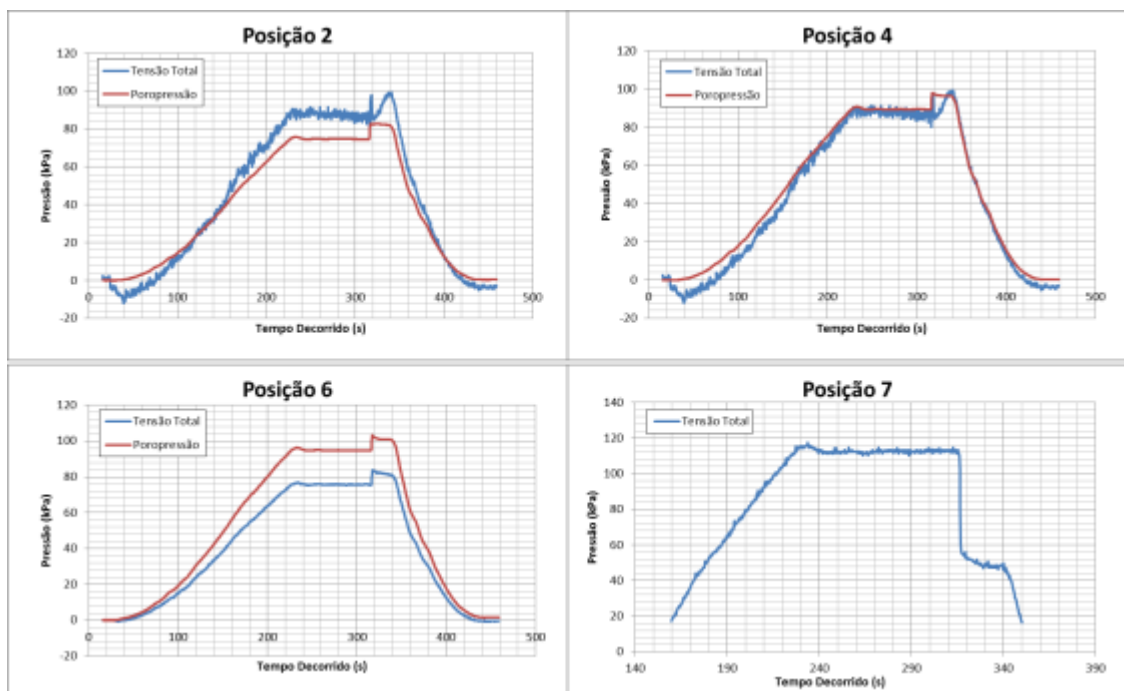 Posição 2
120
100
80
60
40
20
0
-20
0
100
200
300
400
500
Pressão (kPa)
Tempo Decorrido (s)
Tensão Total
Poropressão
Posição 4
120
100
80
60
40
20
0
-20
0
100
200
300
400
500
Pressão (kPa)
Tempo Decorrido (s)
Tensão Total
Poropressão
Posição 6
120
100
80
60
40
20
0
-20
0
100
200
300
400
500
Pressão (kPa)
Tempo Decorrido (s)
Tensão Total
Poropressão
Posição 7
140
120
100
80
60
40
20
0
140
190
240
290
340
Pressão (kPa)
Tempo Decorrido (s)
Tensão Total